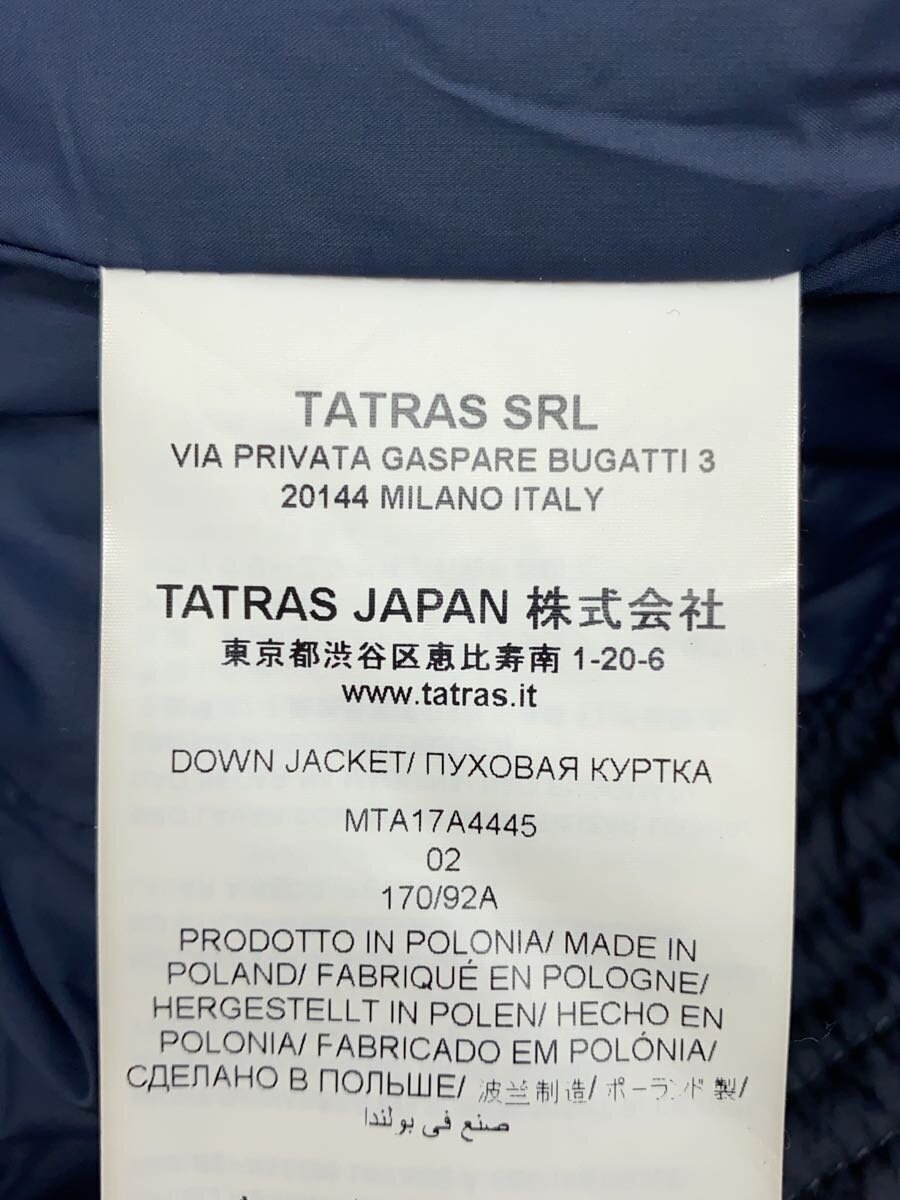 TATRAS SRL
VIA PRIVATA GASPARE BUGATTI 3
20144 MILANO ITALY
TATRAS JAPAN 株式会社
東京都渋谷区恵比寿南 1-20-6
www.tatras.it
DOWN JACKET/ ПУХОВАЯ КУРТКА
MTA17A4445
02
170/92A
PRODOTTO IN POLONIA/ MADE IN
POLAND/ FABRIQUÉ EN POLOGNE/
HERGESTELLT IN POLEN/ HECHO EN
POLONIA/ FABRICADO EM POLÓNIA/
СДЕЛАНО В ПОЛЬШЕ/ 波兰制造/ ポーランド製/
صنع في بولندا